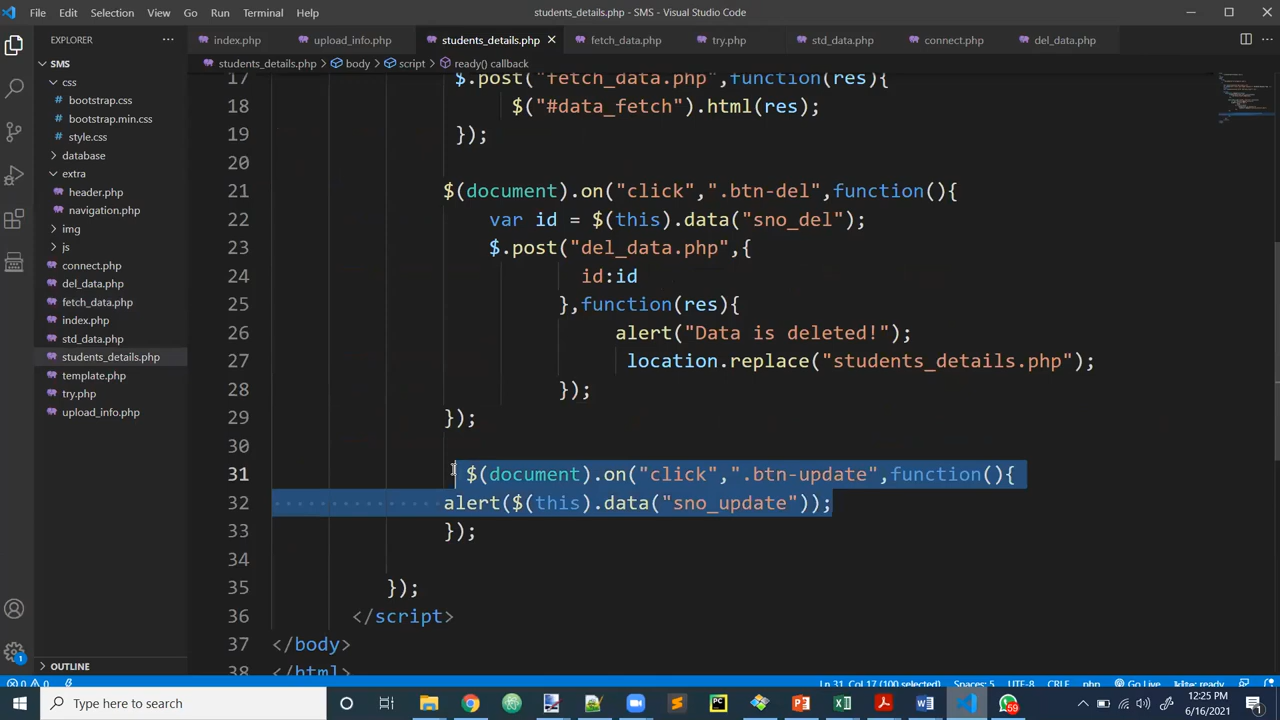 File Edit Selection View Go Run Terminal Help students_details.php - SMS - Visual Studio Code
EXPLORER ··· index.php upload_info.php students_details.php fetch_data.php try.php std_data.php connect.php del_data.php
students_details.php > body > script > ready() callback
SMS
css
bootstrap.css
bootstrap.min.css
style.css
database
extra
header.php
navigation.php
img
js
connect.php
del_data.php
fetch_data.php
index.php
std_data.php
students_details.php
template.php
try.php
upload_info.php
OUTLINE
17 $.post("fetch_data.php",function(res){
18 $("#data_fetch").html(res);
19 });
20
21 $(document).on("click",".btn-del",function(){
22 var id = $(this).data("sno_del");
23 $.post("del_data.php",{
24 id:id
25 },function(res){
26 alert("Data is deleted!");
27 location.replace("students_details.php");
28 });
29 });
30
31 $(document).on("click",".btn-update",function(){
32 alert($(this).data("sno_update"));
33 });
34
35 });
36 </script>
37 </body>
38 </html>
0 0 Ln 31, Col 17 (100 selected) Spaces: 5 UTF-8 CRLF php Go Live
Type here to search
59
12:25 PM
6/16/2021
1